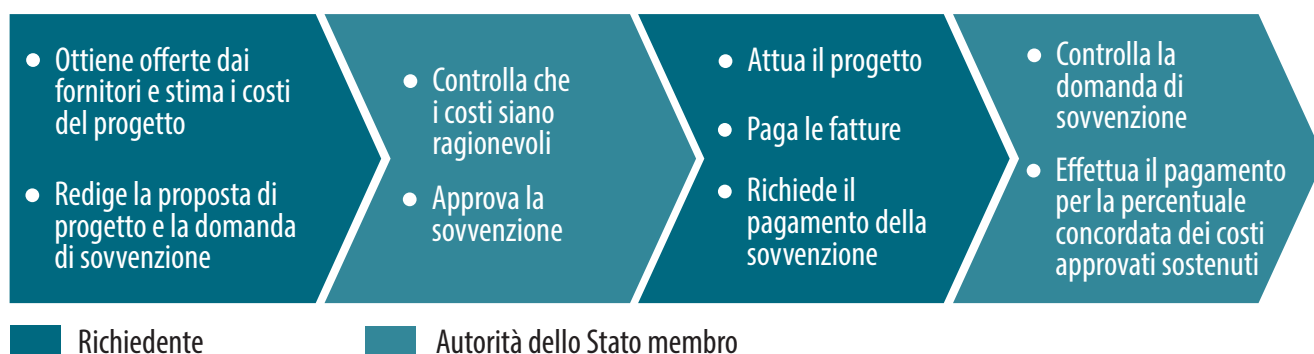 Ottiene offerte dai
fornitori e stima i costi
del progetto
Redige la proposta di
progetto e la domanda
di sovvenzione
Controlla che
i costi siano
ragionevoli
Approva la
sovvenzione
Attua il progetto
Paga le fatture
Richiede il
pagamento della
sovvenzione
Controlla la
domanda di
sovvenzione
Effettua il pagamento
per la percentuale
concordata dei costi
approvati sostenuti
Richiedente
Autorità dello Stato membro